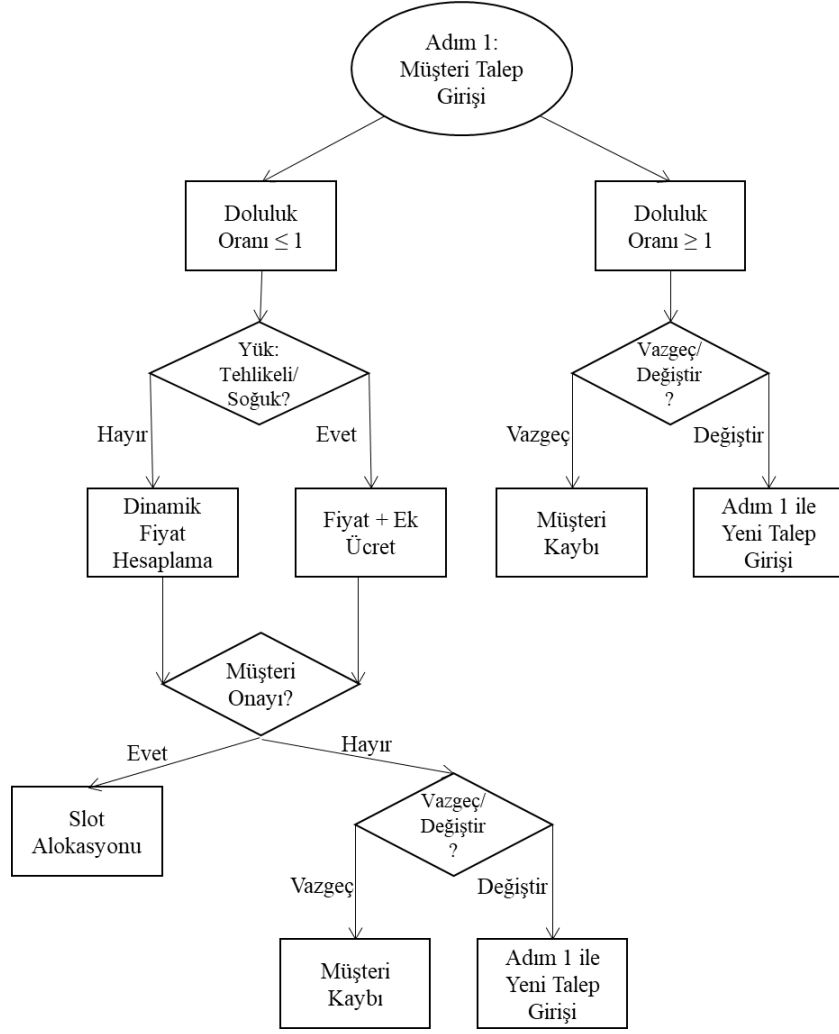 Adım 1:
Müşteri Talep
Girişi
Doluluk
Oranı ≤ 1
Doluluk
Oranı ≥ 1
Yük:
Tehlikeli/
Soğuk?
Vazgeç/
Değiştir
?
Hayır
Evet
Vazgeç
Değiştir
Dinamik
Fiyat
Hesaplama
Fiyat + Ek
Ücret
Müşteri
Kaybı
Adım 1 ile
Yeni Talep
Girişi
Müşteri
Onayı?
Evet
Hayır
Slot
Alokasyonu
Vazgeç/
Değiştir
?
Vazgeç
Değiştir
Müşteri
Kaybı
Adım 1 ile
Yeni Talep
Girişi